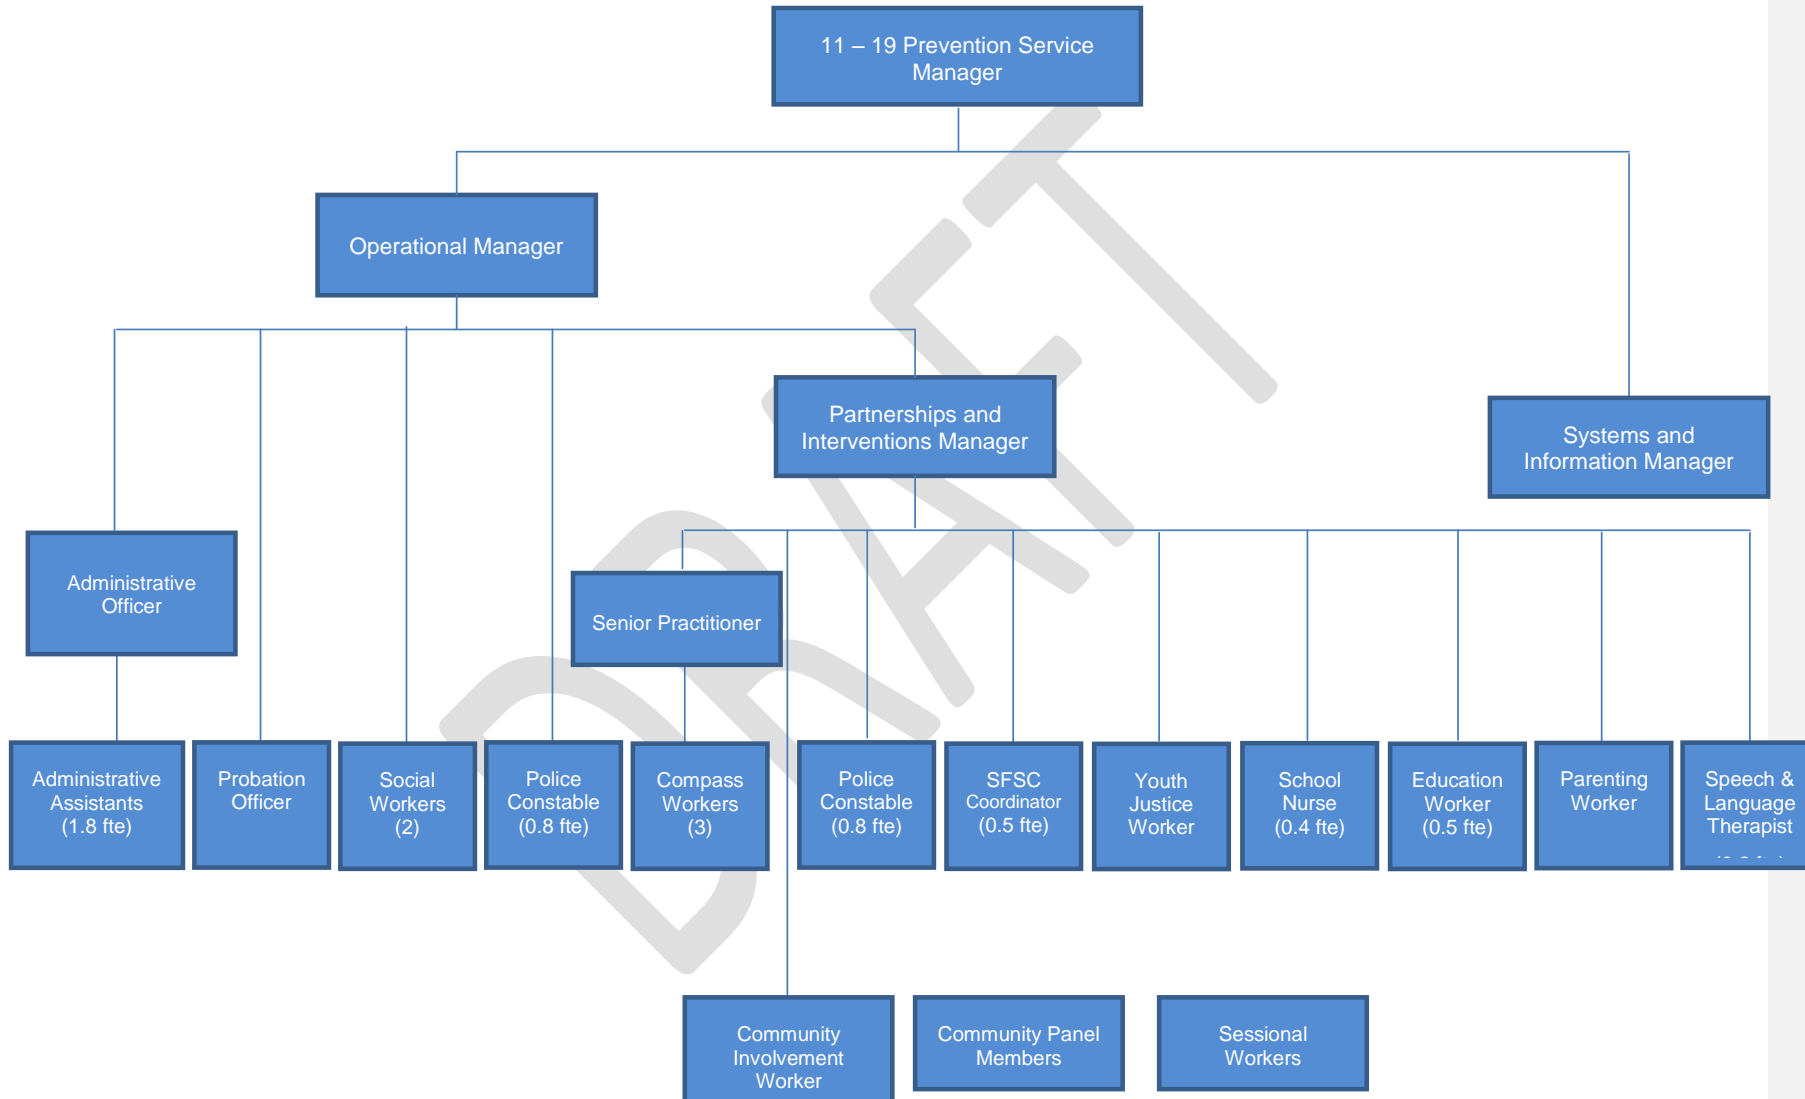 11 – 19 Prevention Service
Manager
Operational Manager
Partnerships and
Interventions Manager
Systems and
Information Manager
Administrative
Officer
Senior Practitioner
Administrative
Assistants
(1.8 fte)
Probation
Officer
Social
Workers
(2)
Police
Constable
(0.8 fte)
Compass
Workers
(3)
Police
Constable
(0.8 fte)
SFSC
Coordinator
(0.5 fte)
Youth
Justice
Worker
School
Nurse
(0.4 fte)
Education
Worker
(0.5 fte)
Parenting
Worker
Speech &
Language
Therapist
Community
Involvement
Worker
Community Panel
Members
Sessional
Workers
DRAFT